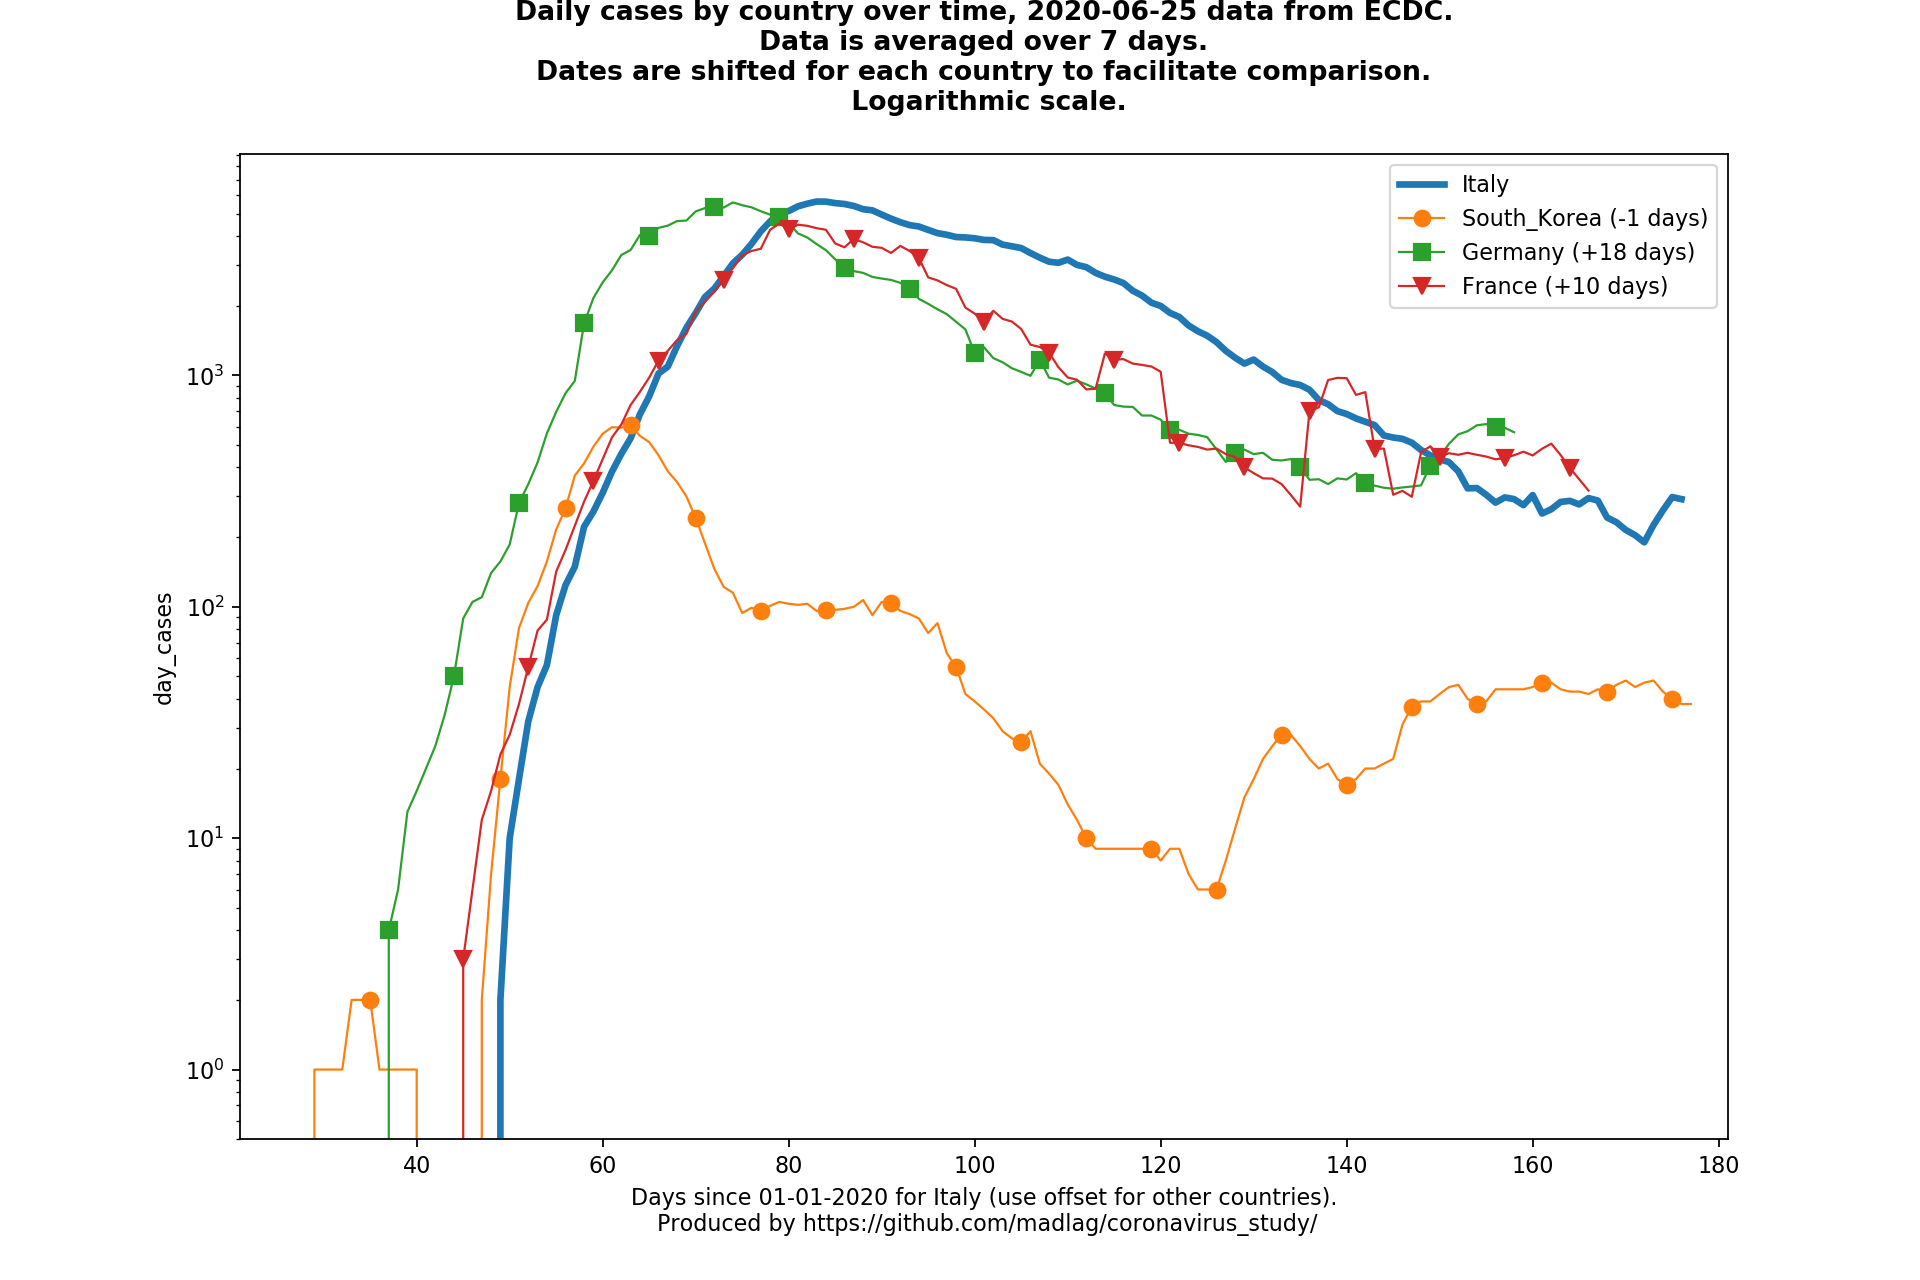 Daily cases by country over time, 2020-06-25 data from ECDC.
Data is averaged over 7 days.
Dates are shifted for each country to facilitate comparison.
Logarithmic scale.
Italy
South_Korea (-1 days)
Germany (+18 days)
France (+10 days)
day_cases
10³
10²
10¹
10⁰
40 60 80 100 120 140 160 180
Days since 01-01-2020 for Italy (use offset for other countries).
Produced by https://github.com/madlag/coronavirus_study/